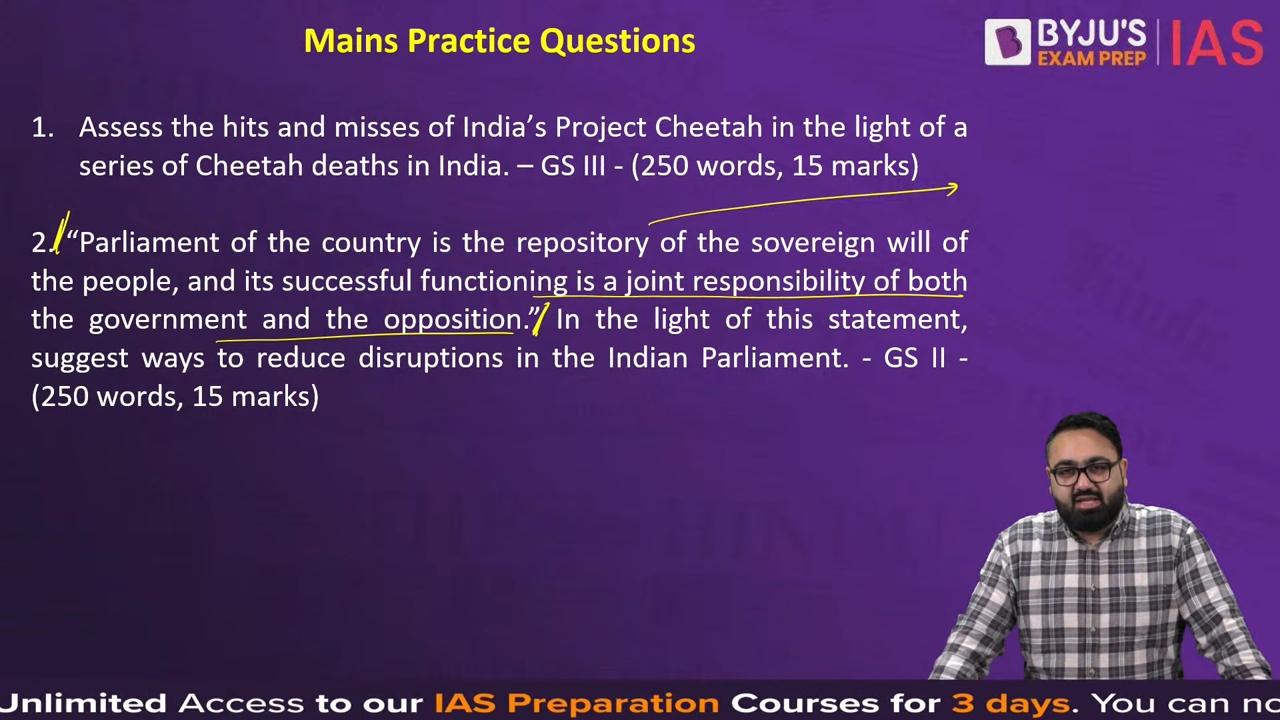 Mains Practice Questions
BYJU'S
EXAM PREP
IAS
1. Assess the hits and misses of India's Project Cheetah in the light of a
series of Cheetah deaths in India. – GS III - (250 words, 15 marks)
2. “Parliament of the country is the repository of the sovereign will of
the people, and its successful functioning is a joint responsibility of both
the government and the opposition.” In the light of this statement,
suggest ways to reduce disruptions in the Indian Parliament. - GS II -
(250 words, 15 marks)
Unlimited Access to our IAS Preparation Courses for 3 days. You can no